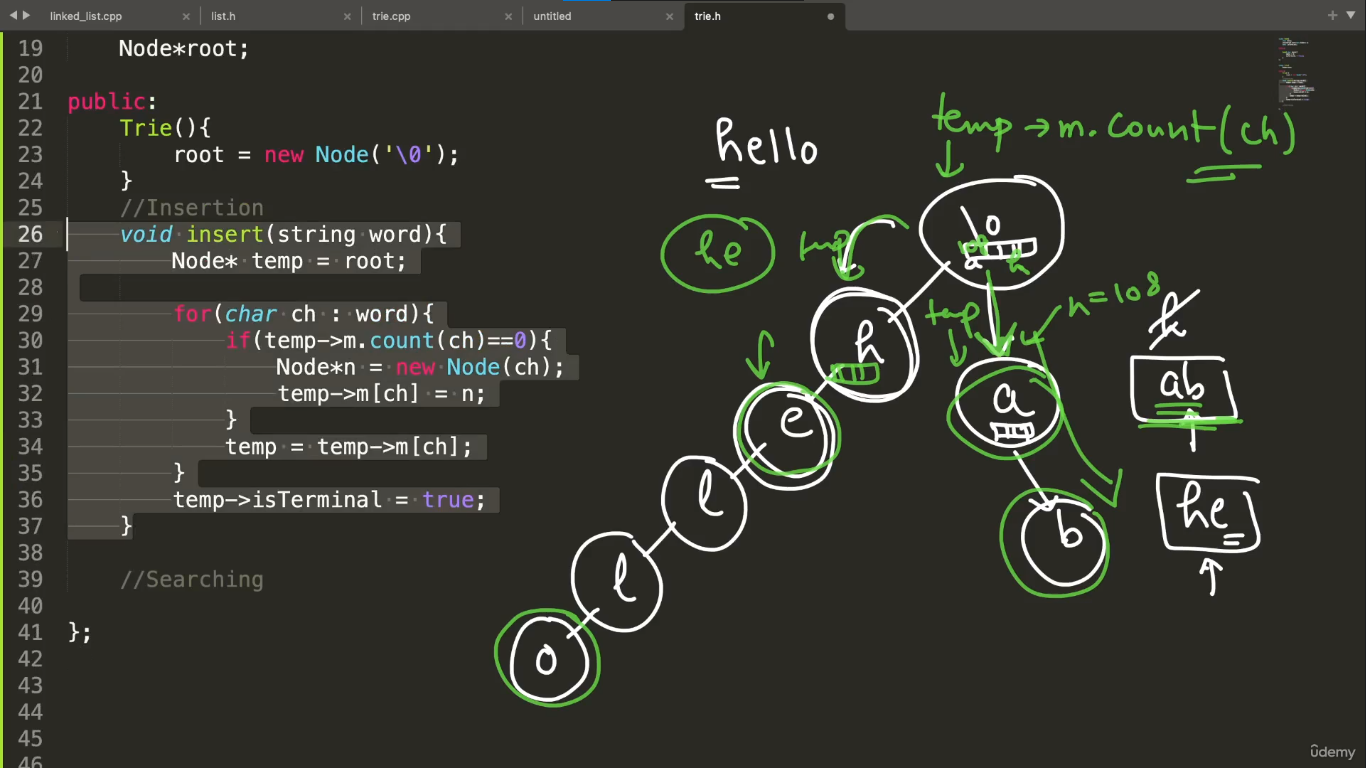 linked_list.cpp
list.h
trie.cpp
untitled
trie.h
19 Node*root;
20
21 public:
22 Trie(){
23 root = new Node('\0');
24 }
25 //Insertion
26 void insert(string word){
27 Node* temp = root;
28
29 for(char ch : word){
30 if(temp->m.count(ch)==0){
31 Node*n = new Node(ch);
32 temp->m[ch] = n;
33 }
34 temp = temp->m[ch];
35 }
36 temp->isTerminal = true;
37 }
38
39 //Searching
40
41 };
42
43
44
45
46
temp → m.count(ch)
hello
he
temp
\0
a h
temp
n=108
h
a
ab
e
l
he
b
l
o
ûdemy